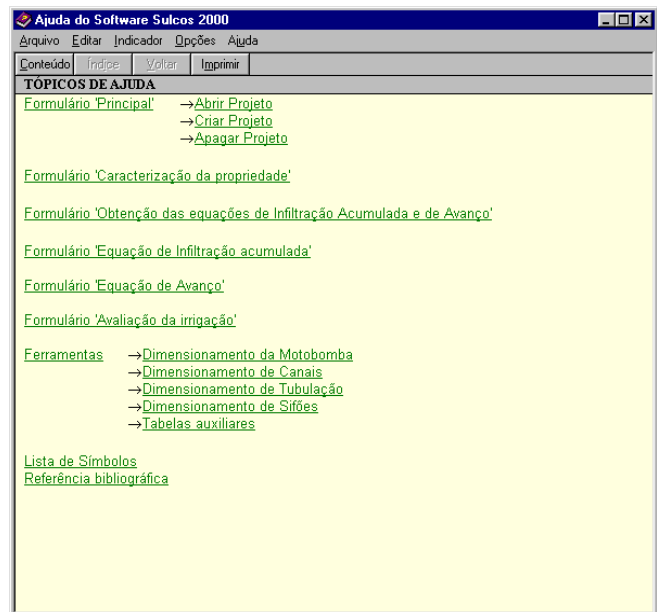 Ajuda do Software Sulcos 2000
Arquivo Editar Indicador Opções Ajuda
Conteúdo Índice Voltar Imprimir
TÓPICOS DE AJUDA
Formulário 'Principal' →Abrir Projeto
→Criar Projeto
→Apagar Projeto
Formulário 'Caracterização da propriedade'
Formulário 'Obtenção das equações de Infiltração Acumulada e de Avanço'
Formulário 'Equação de Infiltração acumulada'
Formulário 'Equação de Avanço'
Formulário 'Avaliação da irrigação'
Ferramentas →Dimensionamento da Motobomba
→Dimensionamento de Canais
→Dimensionamento de Tubulação
→Dimensionamento de Sifões
→Tabelas auxiliares
Lista de Símbolos
Referência bibliográfica